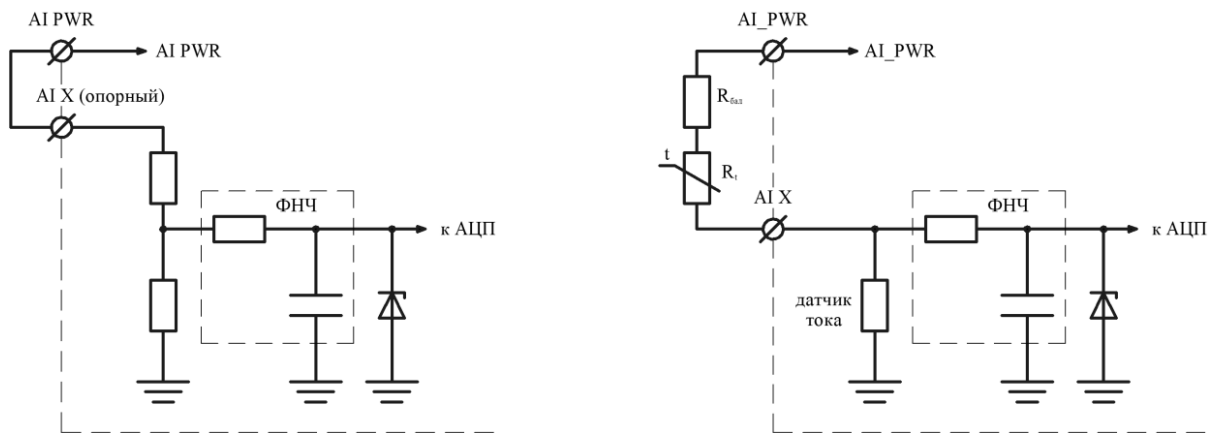 AI PWR
AI PWR
AI X (опорный)
ФНЧ
к АЦП
AI_PWR
AI_PWR
Rбал
t
Rt
AI X
ФНЧ
к АЦП
датчик
тока